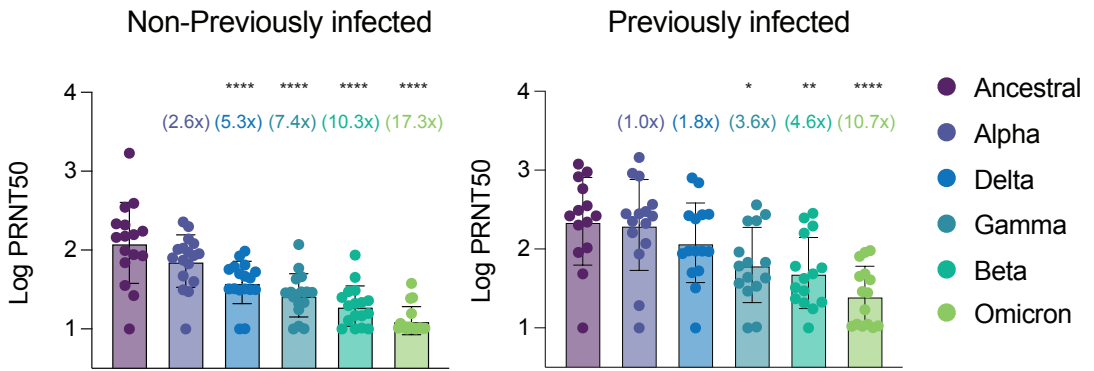 Non-Previously infected
**** **** **** ****
(2.6x) (5.3x) (7.4x) (10.3x) (17.3x)
4
3
2
1
Log PRNT50
Previously infected
* ** ****
(1.0x) (1.8x) (3.6x) (4.6x) (10.7x)
4
3
2
1
Log PRNT50
Ancestral
Alpha
Delta
Gamma
Beta
Omicron